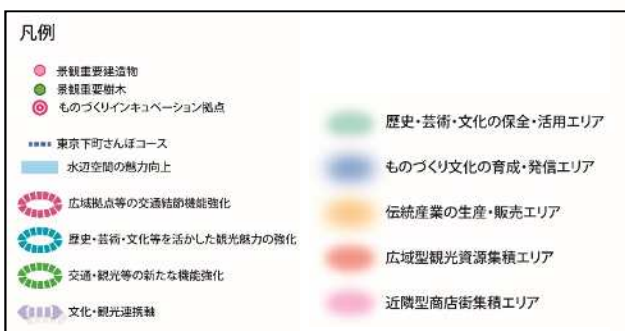 凡例
景観重要建造物
景観重要樹木
ものづくりインキュベーション拠点
東京下町さんぽコース
水辺空間の魅力向上
広域拠点等の交通結節機能強化
歴史・芸術・文化等を活かした観光魅力の強化
交通・観光等の新たな機能強化
文化・観光連携軸
歴史・芸術・文化の保全・活用エリア
ものづくり文化の育成・発信エリア
伝統産業の生産・販売エリア
広域型観光資源集積エリア
近隣型商店街集積エリア